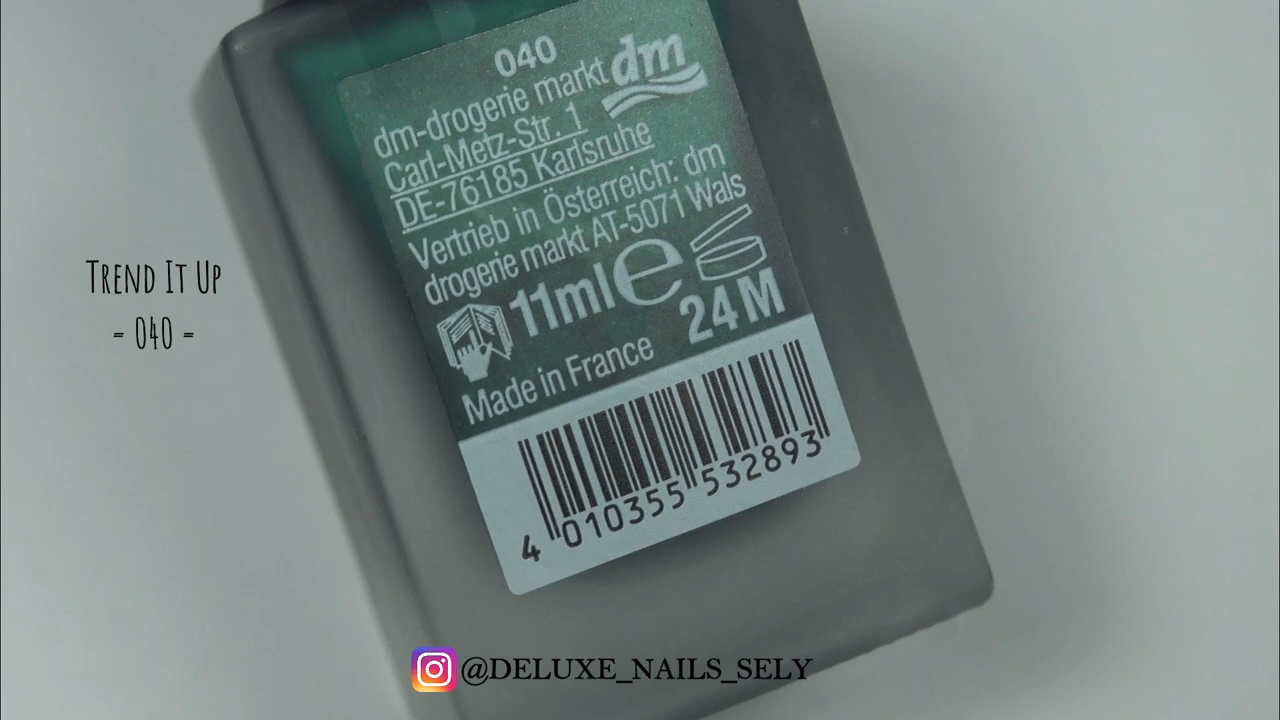 040
dm
dm-drogerie markt
Carl-Metz-Str. 1
DE-76185 Karlsruhe
Vertrieb in Österreich: dm
drogerie markt AT-5071 Wals
11ml e
24 M
Made in France
4 010355 532893
TREND IT UP
- 040 -
@DELUXE_NAILS_SELY